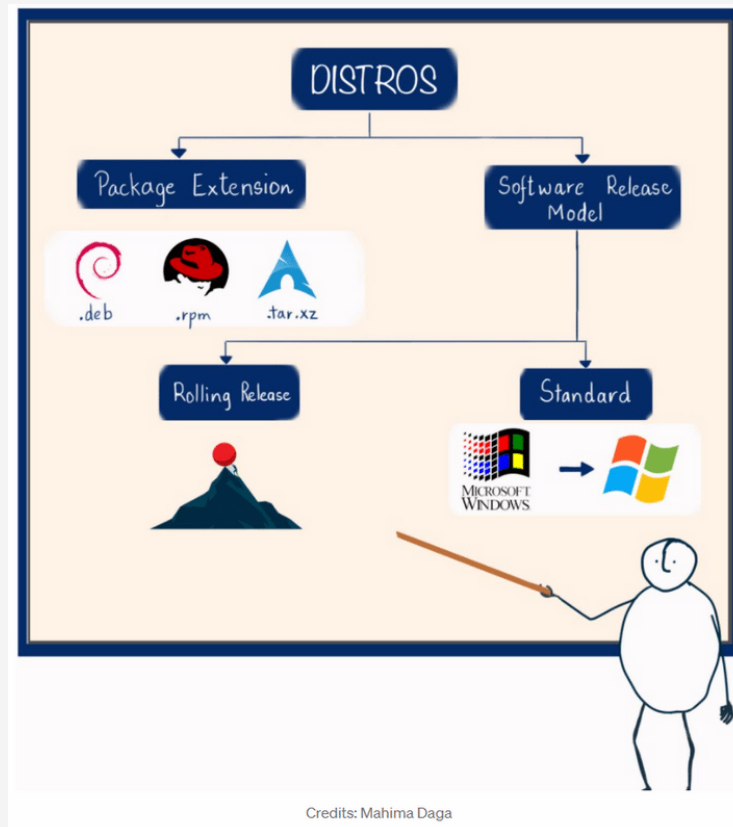 DISTROS
Package Extension
Software Release
Model
.deb
.rpm
.tar.xz
Rolling Release
Standard
MICROSOFT
WINDOWS
Credits: Mahima Daga